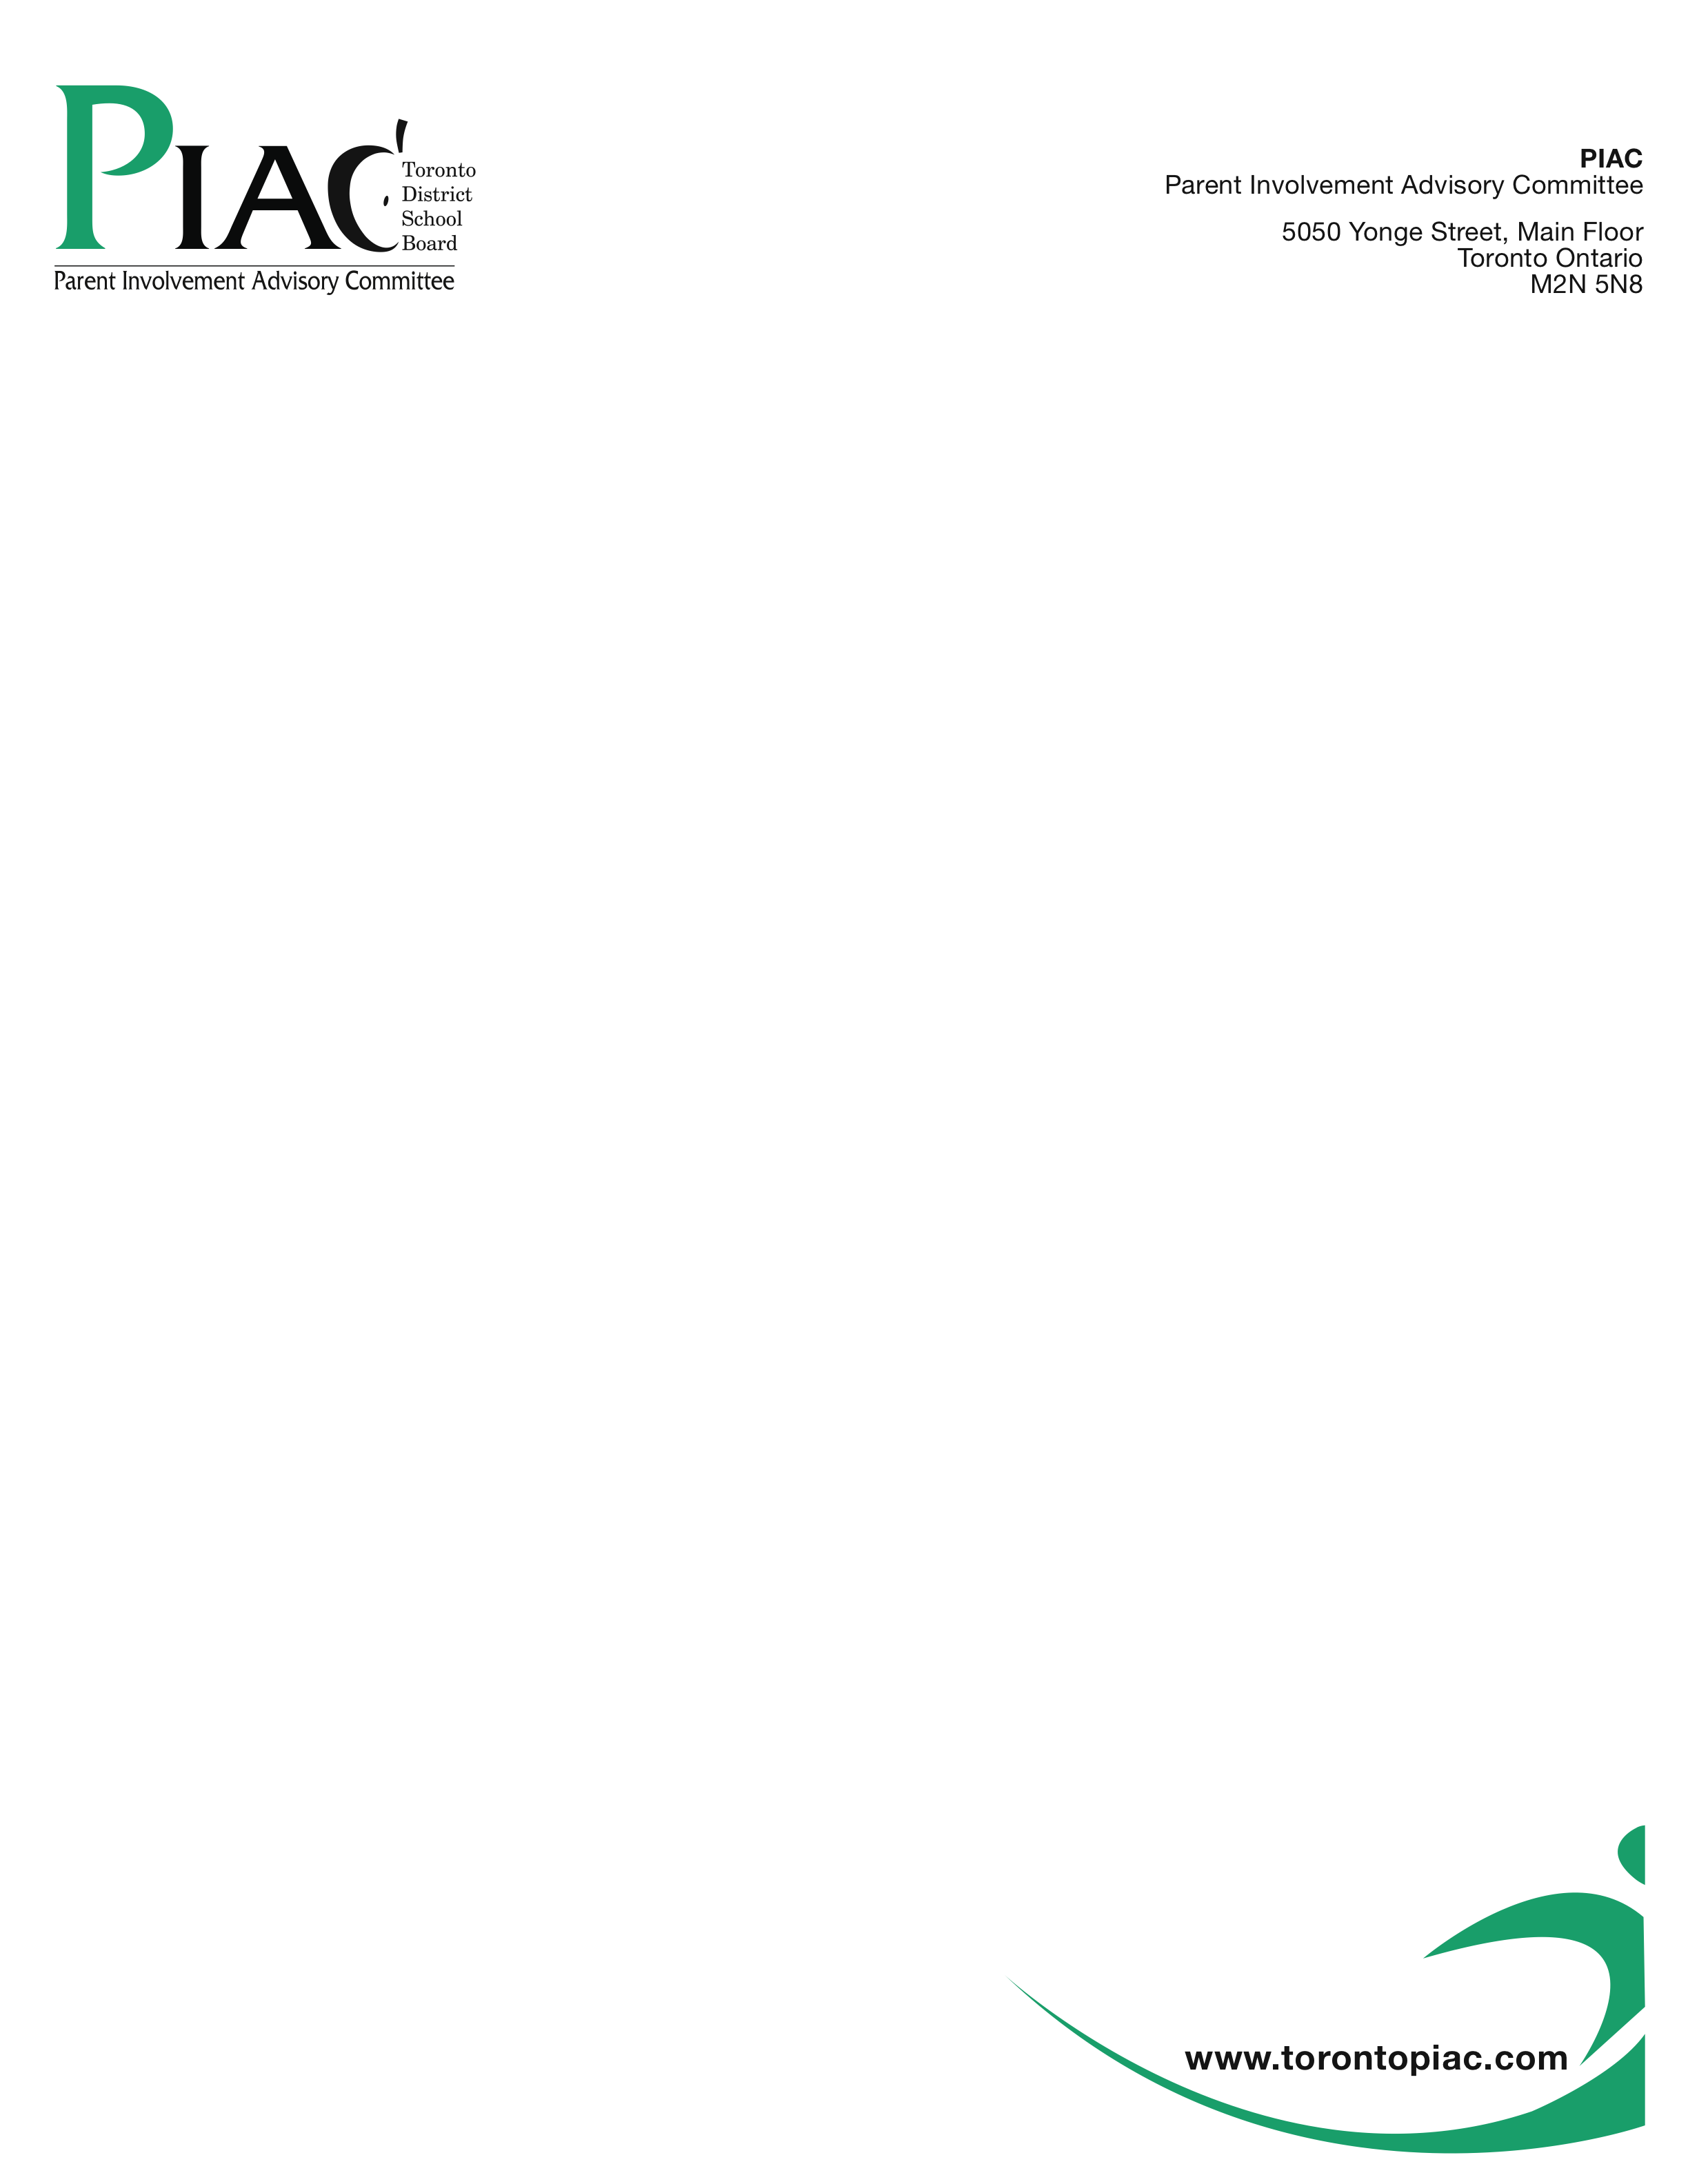 PIAC
Toronto
District
School
Board
Parent Involvement Advisory Committee
PIAC
Parent Involvement Advisory Committee
5050 Yonge Street, Main Floor
Toronto Ontario
M2N 5N8
www.torontopiac.com